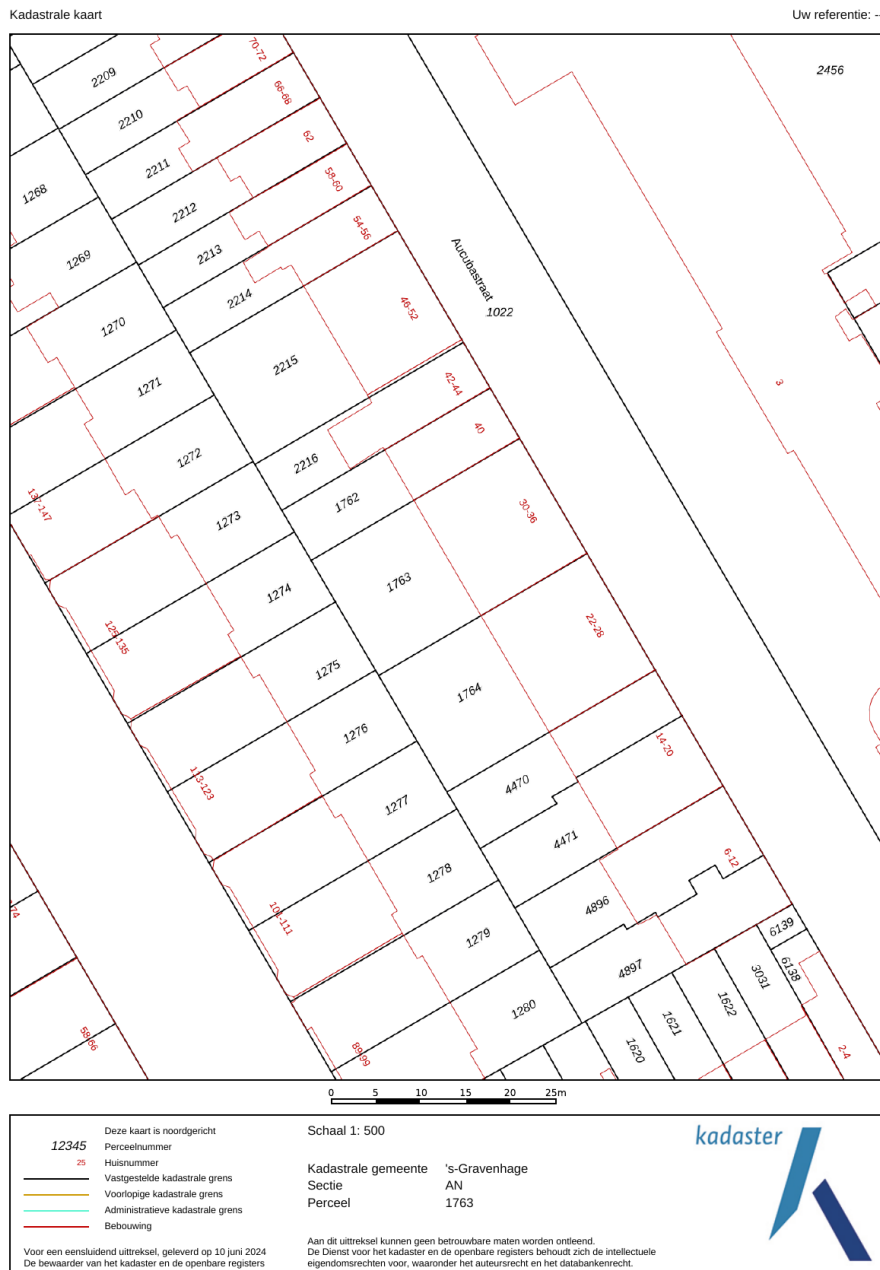 Kadastrale kaart
Uw referentie: --
2209
70-72
2456
2210
66-68
62
2211
1268
58-60
2212
54-56
1269
2213
Aucubastraat
2214
46-52
1022
1270
2215
3
1271
42-44
40
1272
2216
1762
137-147
1273
30-36
1763
1274
125-135
22-28
1275
1764
1276
14-20
113-123
4470
1277
4471
6-12
1278
4896
74
101-111
6139
1279
4897
3031
6138
1622
1280
1621
58-66
1620
89-99
2-4
0 5 10 15 20 25m
Deze kaart is noordgericht
12345 Perceelnummer
25 Huisnummer
Vastgestelde kadastrale grens
Voorlopige kadastrale grens
Administratieve kadastrale grens
Bebouwing
Voor een eensluidend uittreksel, geleverd op 10 juni 2024
De bewaarder van het kadaster en de openbare registers
Schaal 1: 500
Kadastrale gemeente 's-Gravenhage
Sectie AN
Perceel 1763
Aan dit uittreksel kunnen geen betrouwbare maten worden ontleend.
De Dienst voor het kadaster en de openbare registers behoudt zich de intellectuele
eigendomsrechten voor, waaronder het auteursrecht en het databankenrecht.
kadaster